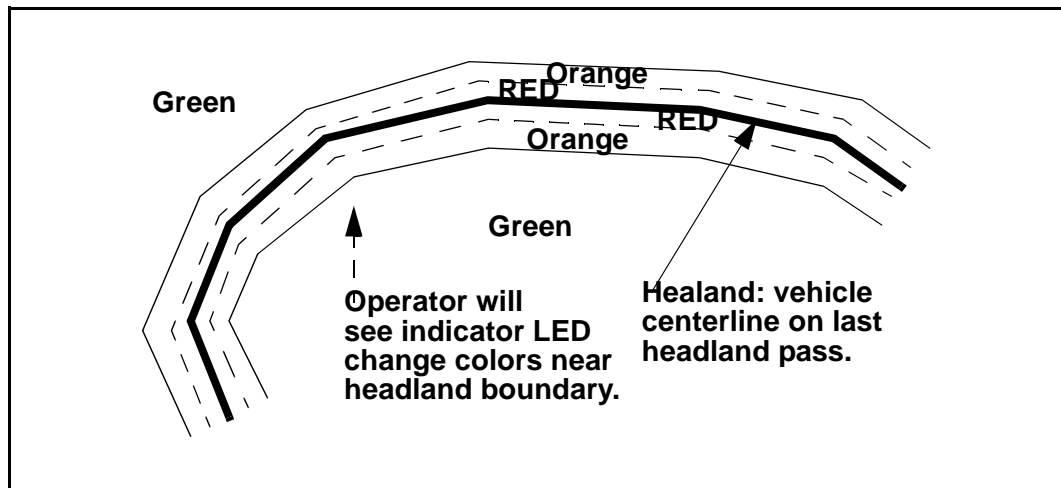 Orange
Green
RED
RED
Orange
Green
Operator will
see indicator LED
change colors near
headland boundary.
Healand: vehicle
centerline on last
headland pass.